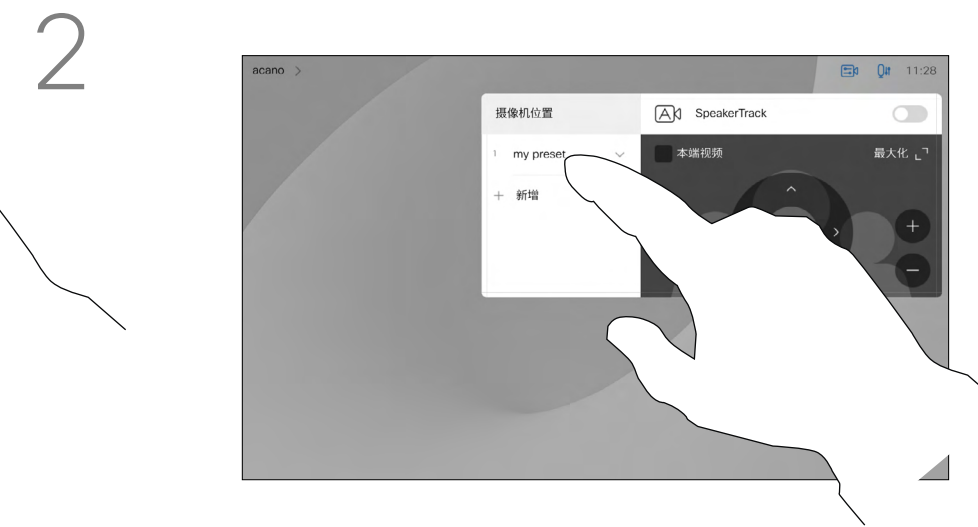 2
acano >
11:28
摄像机位置
SpeakerTrack
1 my preset
本端视频
最大化
+ 新增